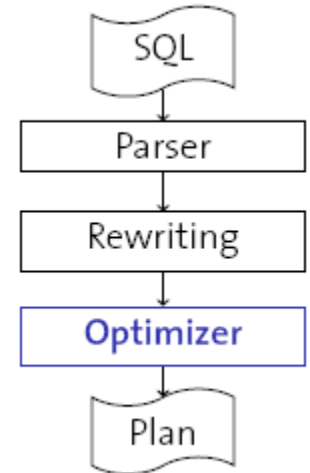 SQL
Parser
Rewriting
Optimizer
Plan